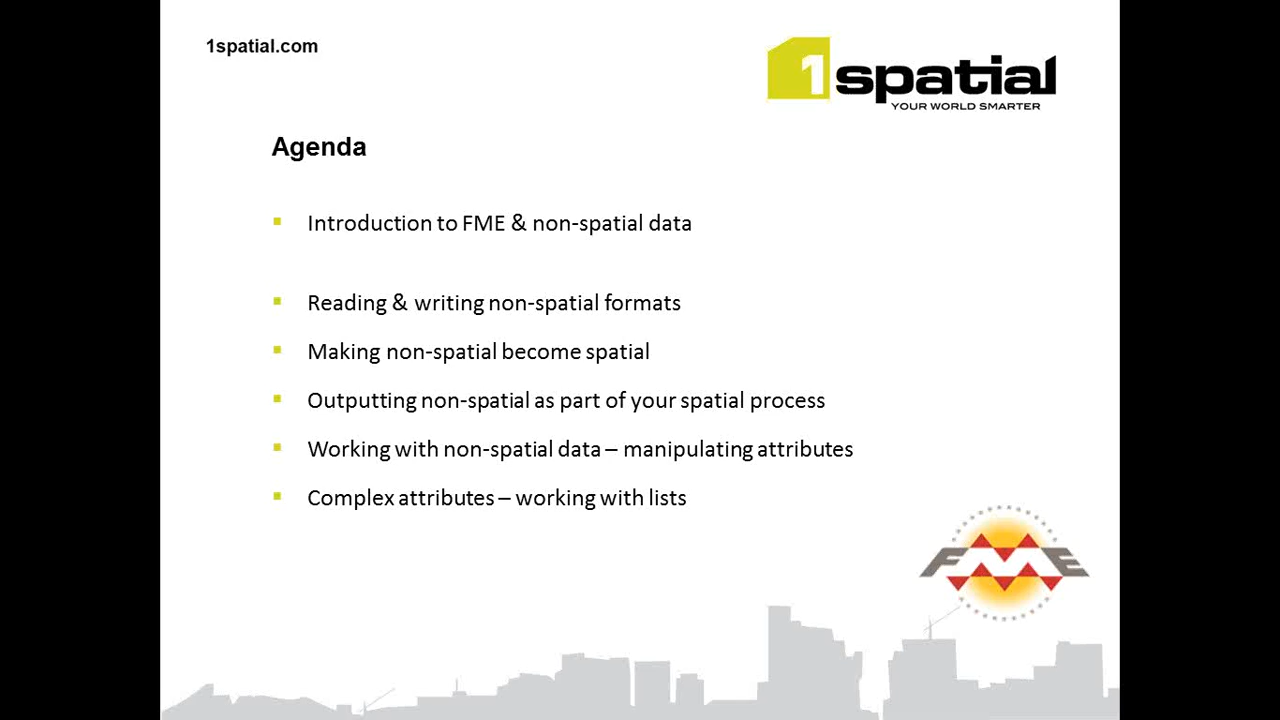 1spatial.com
1spatial
YOUR WORLD SMARTER
Agenda
Introduction to FME & non-spatial data
Reading & writing non-spatial formats
Making non-spatial become spatial
Outputting non-spatial as part of your spatial process
Working with non-spatial data – manipulating attributes
Complex attributes – working with lists
FME